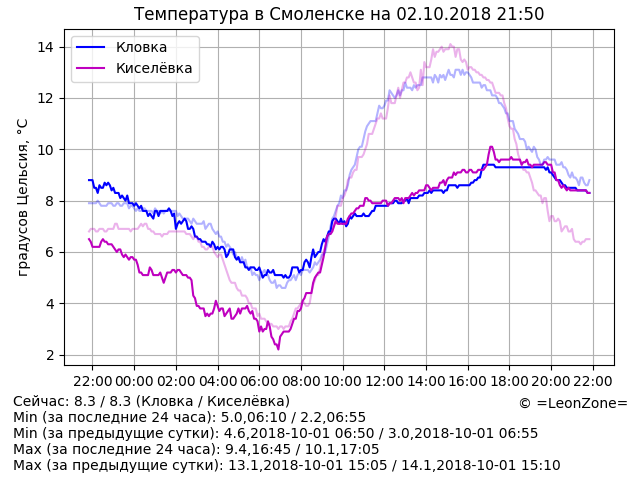 Температура в Смоленске на 02.10.2018 21:50
Кловка
Киселёвка
градусов Цельсия, °C
14
12
10
8
6
4
2
22:00 00:00 02:00 04:00 06:00 08:00 10:00 12:00 14:00 16:00 18:00 20:00 22:00
Сейчас: 8.3 / 8.3 (Кловка / Киселёвка)
© =LeonZone=
Min (за последние 24 часа): 5.0,06:10 / 2.2,06:55
Min (за предыдущие сутки): 4.6,2018-10-01 06:50 / 3.0,2018-10-01 06:55
Max (за последние 24 часа): 9.4,16:45 / 10.1,17:05
Max (за предыдущие сутки): 13.1,2018-10-01 15:05 / 14.1,2018-10-01 15:10